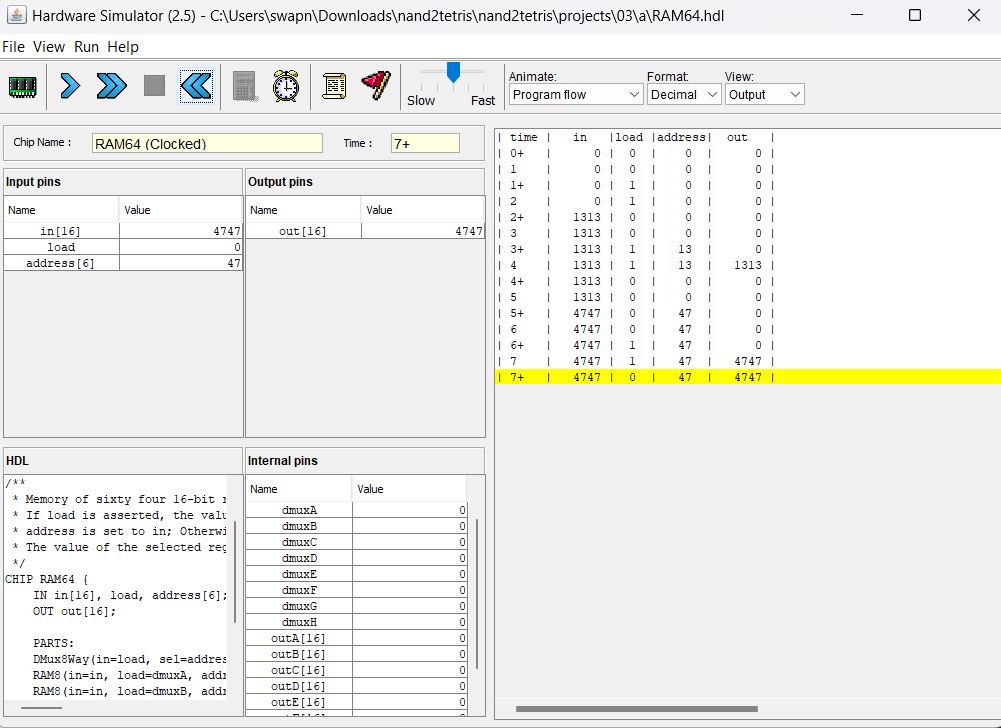 Hardware Simulator (2.5) - C:\Users\swapn\Downloads\nand2tetris\nand2tetris\projects\03\a\RAM64.hdl
File View Run Help
Slow Fast
Animate: Format: View:
Program flow Decimal Output
Chip Name : RAM64 (Clocked) Time : 7+
Input pins
Name Value
in[16] 4747
load 0
address[6] 47
Output pins
Name Value
out[16] 4747
HDL
/**
* Memory of sixty four 16-bit r
* If load is asserted, the valu
* address is set to in; Otherwi
* The value of the selected reg
*/
CHIP RAM64 {
IN in[16], load, address[6];
OUT out[16];
PARTS:
DMux8Way(in=load, sel=addres
RAM8(in=in, load=dmuxA, addr
RAM8(in=in, load=dmuxB, addr
Internal pins
Name Value
dmuxA 0
dmuxB 0
dmuxC 0
dmuxD 0
dmuxE 0
dmuxF 0
dmuxG 0
dmuxH 0
outA[16] 0
outB[16] 0
outC[16] 0
outD[16] 0
outE[16] 0
| time | in |load |address| out |
| 0+ | 0 | 0 | 0 | 0 |
| 1 | 0 | 0 | 0 | 0 |
| 1+ | 0 | 1 | 0 | 0 |
| 2 | 0 | 1 | 0 | 0 |
| 2+ | 1313 | 0 | 0 | 0 |
| 3 | 1313 | 0 | 0 | 0 |
| 3+ | 1313 | 1 | 13 | 0 |
| 4 | 1313 | 1 | 13 | 1313 |
| 4+ | 1313 | 0 | 0 | 0 |
| 5 | 1313 | 0 | 0 | 0 |
| 5+ | 4747 | 0 | 47 | 0 |
| 6 | 4747 | 0 | 47 | 0 |
| 6+ | 4747 | 1 | 47 | 0 |
| 7 | 4747 | 1 | 47 | 4747 |
| 7+ | 4747 | 0 | 47 | 4747 |